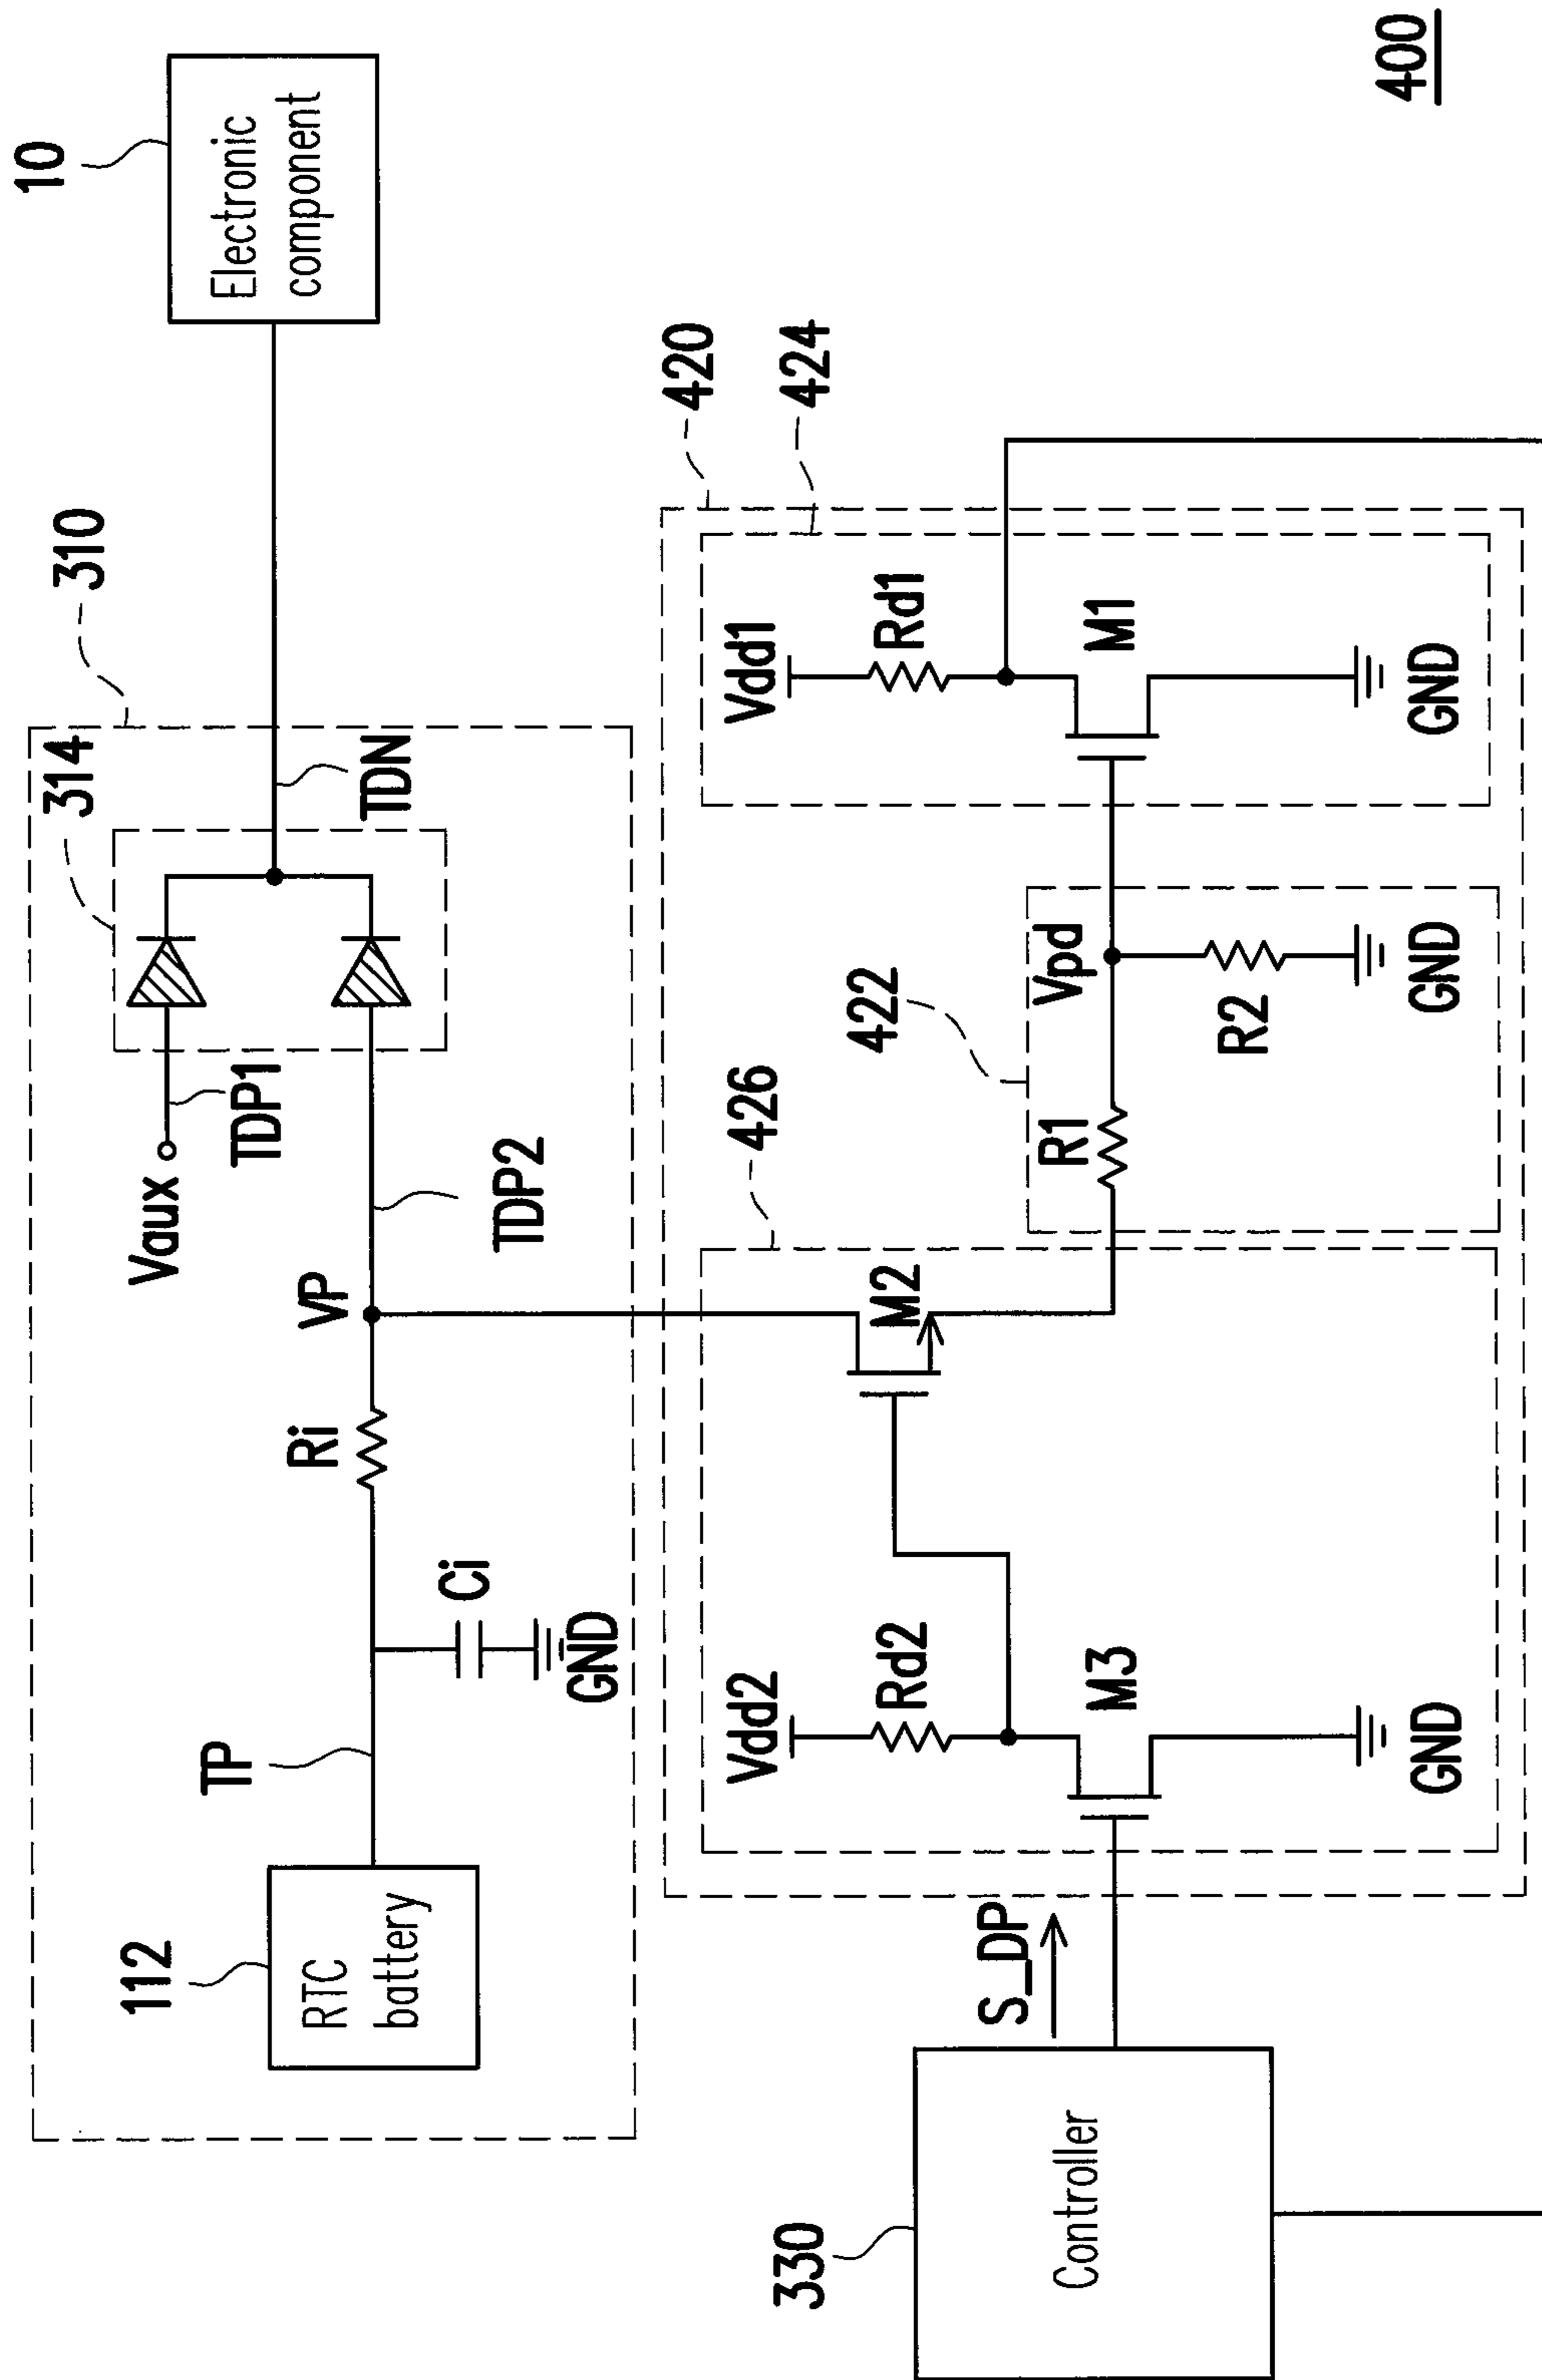 10
Electronic
component
310
314
TDN
Vaux
TDP1
TDP2
VP
Ri
Ci
GND
TP
112
RTC
battery
420
424
Vdd1
Rd1
M1
GND
422
Vpd
R2
GND
R1
426
M2
Vdd2
Rd2
M3
GND
S_DP
330
Controller
400